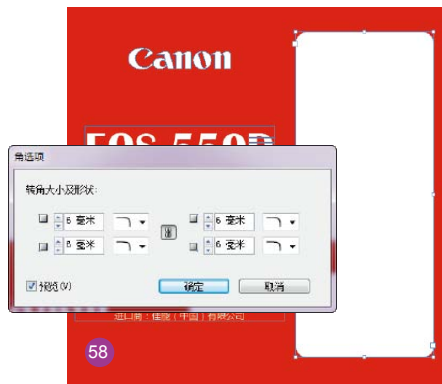 Canon
EOS 550D
角选项
转角大小及形状:
6 毫米 6 毫米
6 毫米 6 毫米
预览(V) 确定 取消
进口商:佳能(中国)有限公司
58